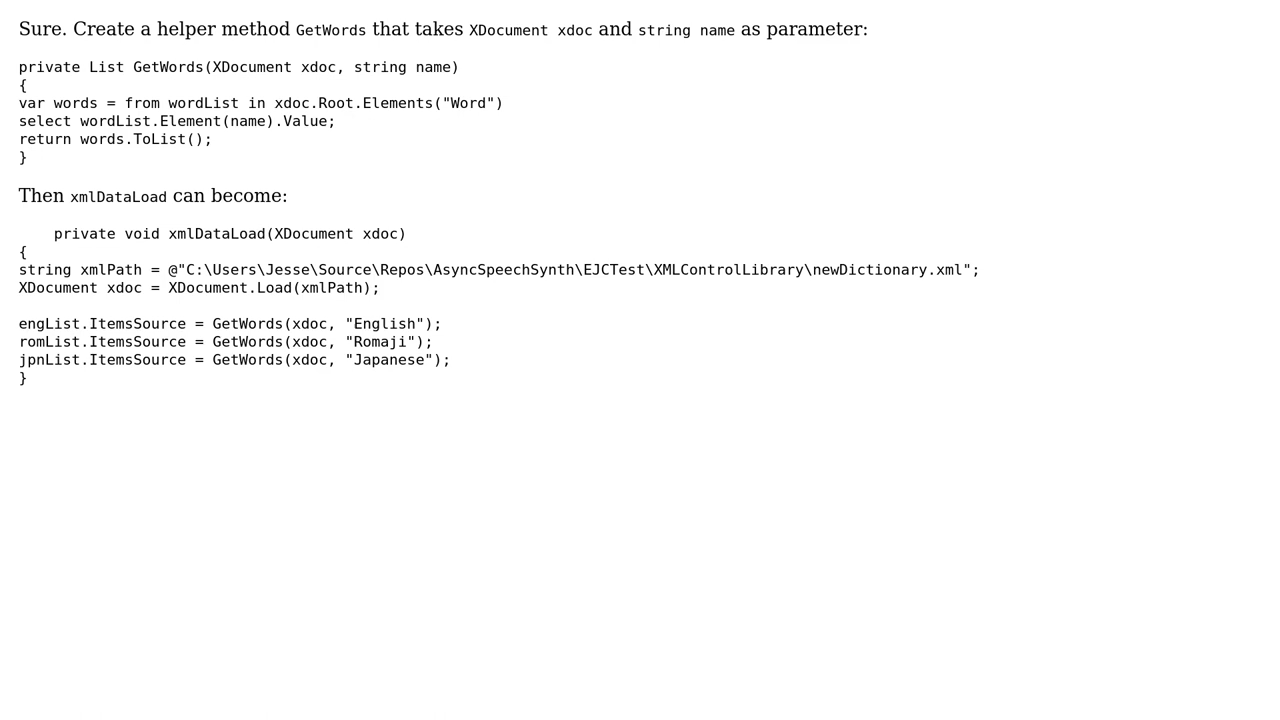 Sure. Create a helper method GetWords that takes XDocument xdoc and string name as parameter:
private List GetWords(XDocument xdoc, string name)
{
var words = from wordList in xdoc.Root.Elements("Word")
select wordList.Element(name).Value;
return words.ToList();
}
Then xmlDataLoad can become:
private void xmlDataLoad(XDocument xdoc)
{
string xmlPath = @"C:\Users\Jesse\Source\Repos\AsyncSpeechSynth\EJCTest\XMLControlLibrary\newDictionary.xml";
XDocument xdoc = XDocument.Load(xmlPath);
engList.ItemsSource = GetWords(xdoc, "English");
romList.ItemsSource = GetWords(xdoc, "Romaji");
jpnList.ItemsSource = GetWords(xdoc, "Japanese");
}